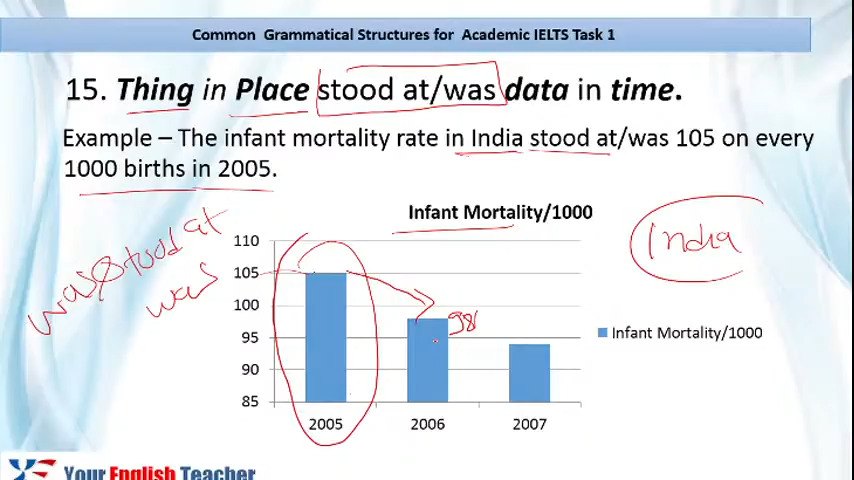 Common Grammatical Structures for Academic IELTS Task 1
15. Thing in Place stood at/was data in time.
Example – The infant mortality rate in India stood at/was 105 on every
1000 births in 2005.
Infant Mortality/1000
India
was stood at
was
110
105
100
95
90
85
98
2005
2006
2007
Infant Mortality/1000
Your English Teacher